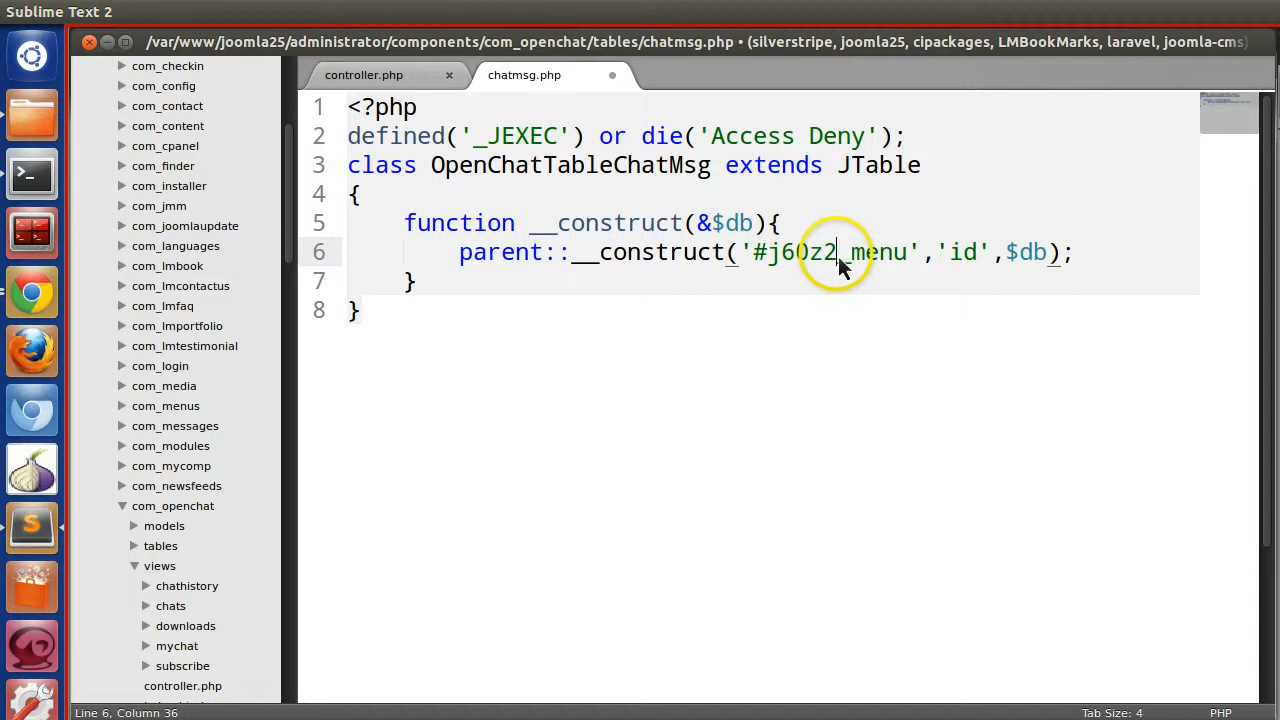 Sublime Text 2
/var/www/joomla25/administrator/components/com_openchat/tables/chatmsg.php • (silverstripe, joomla25, cipackages, LMBookMarks, laravel, joomla-cms)
controller.php
chatmsg.php
com_checkin
com_config
com_contact
com_content
com_cpanel
com_finder
com_installer
com_jmm
com_joomlaupdate
com_languages
com_lmbook
com_lmcontactus
com_lmfaq
com_lmportfolio
com_lmtestimonial
com_login
com_media
com_menus
com_messages
com_modules
com_mycomp
com_newsfeeds
com_openchat
models
tables
views
chathistory
chats
downloads
mychat
subscribe
controller.php
1 <?php
2 defined('_JEXEC') or die('Access Deny');
3 class OpenChatTableChatMsg extends JTable
4 {
5 function __construct(&$db){
6 parent::__construct('#j60z2_menu','id',$db);
7 }
8 }
Line 6, Column 36
Tab Size: 4
PHP